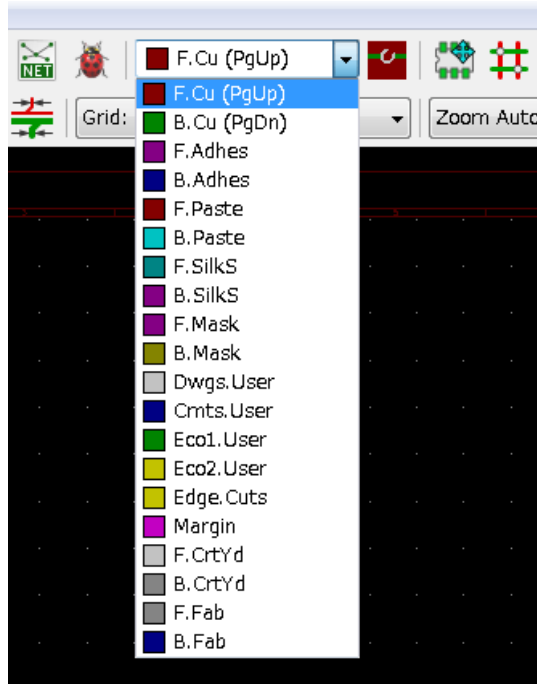 NET
F.Cu (PgUp)
F.Cu (PgUp)
B.Cu (PgDn)
Grid:
Zoom Auto
F.Adhes
B.Adhes
F.Paste
B.Paste
F.SilkS
B.SilkS
F.Mask
B.Mask
Dwgs.User
Cmts.User
Eco1.User
Eco2.User
Edge.Cuts
Margin
F.CrtYd
B.CrtYd
F.Fab
B.Fab